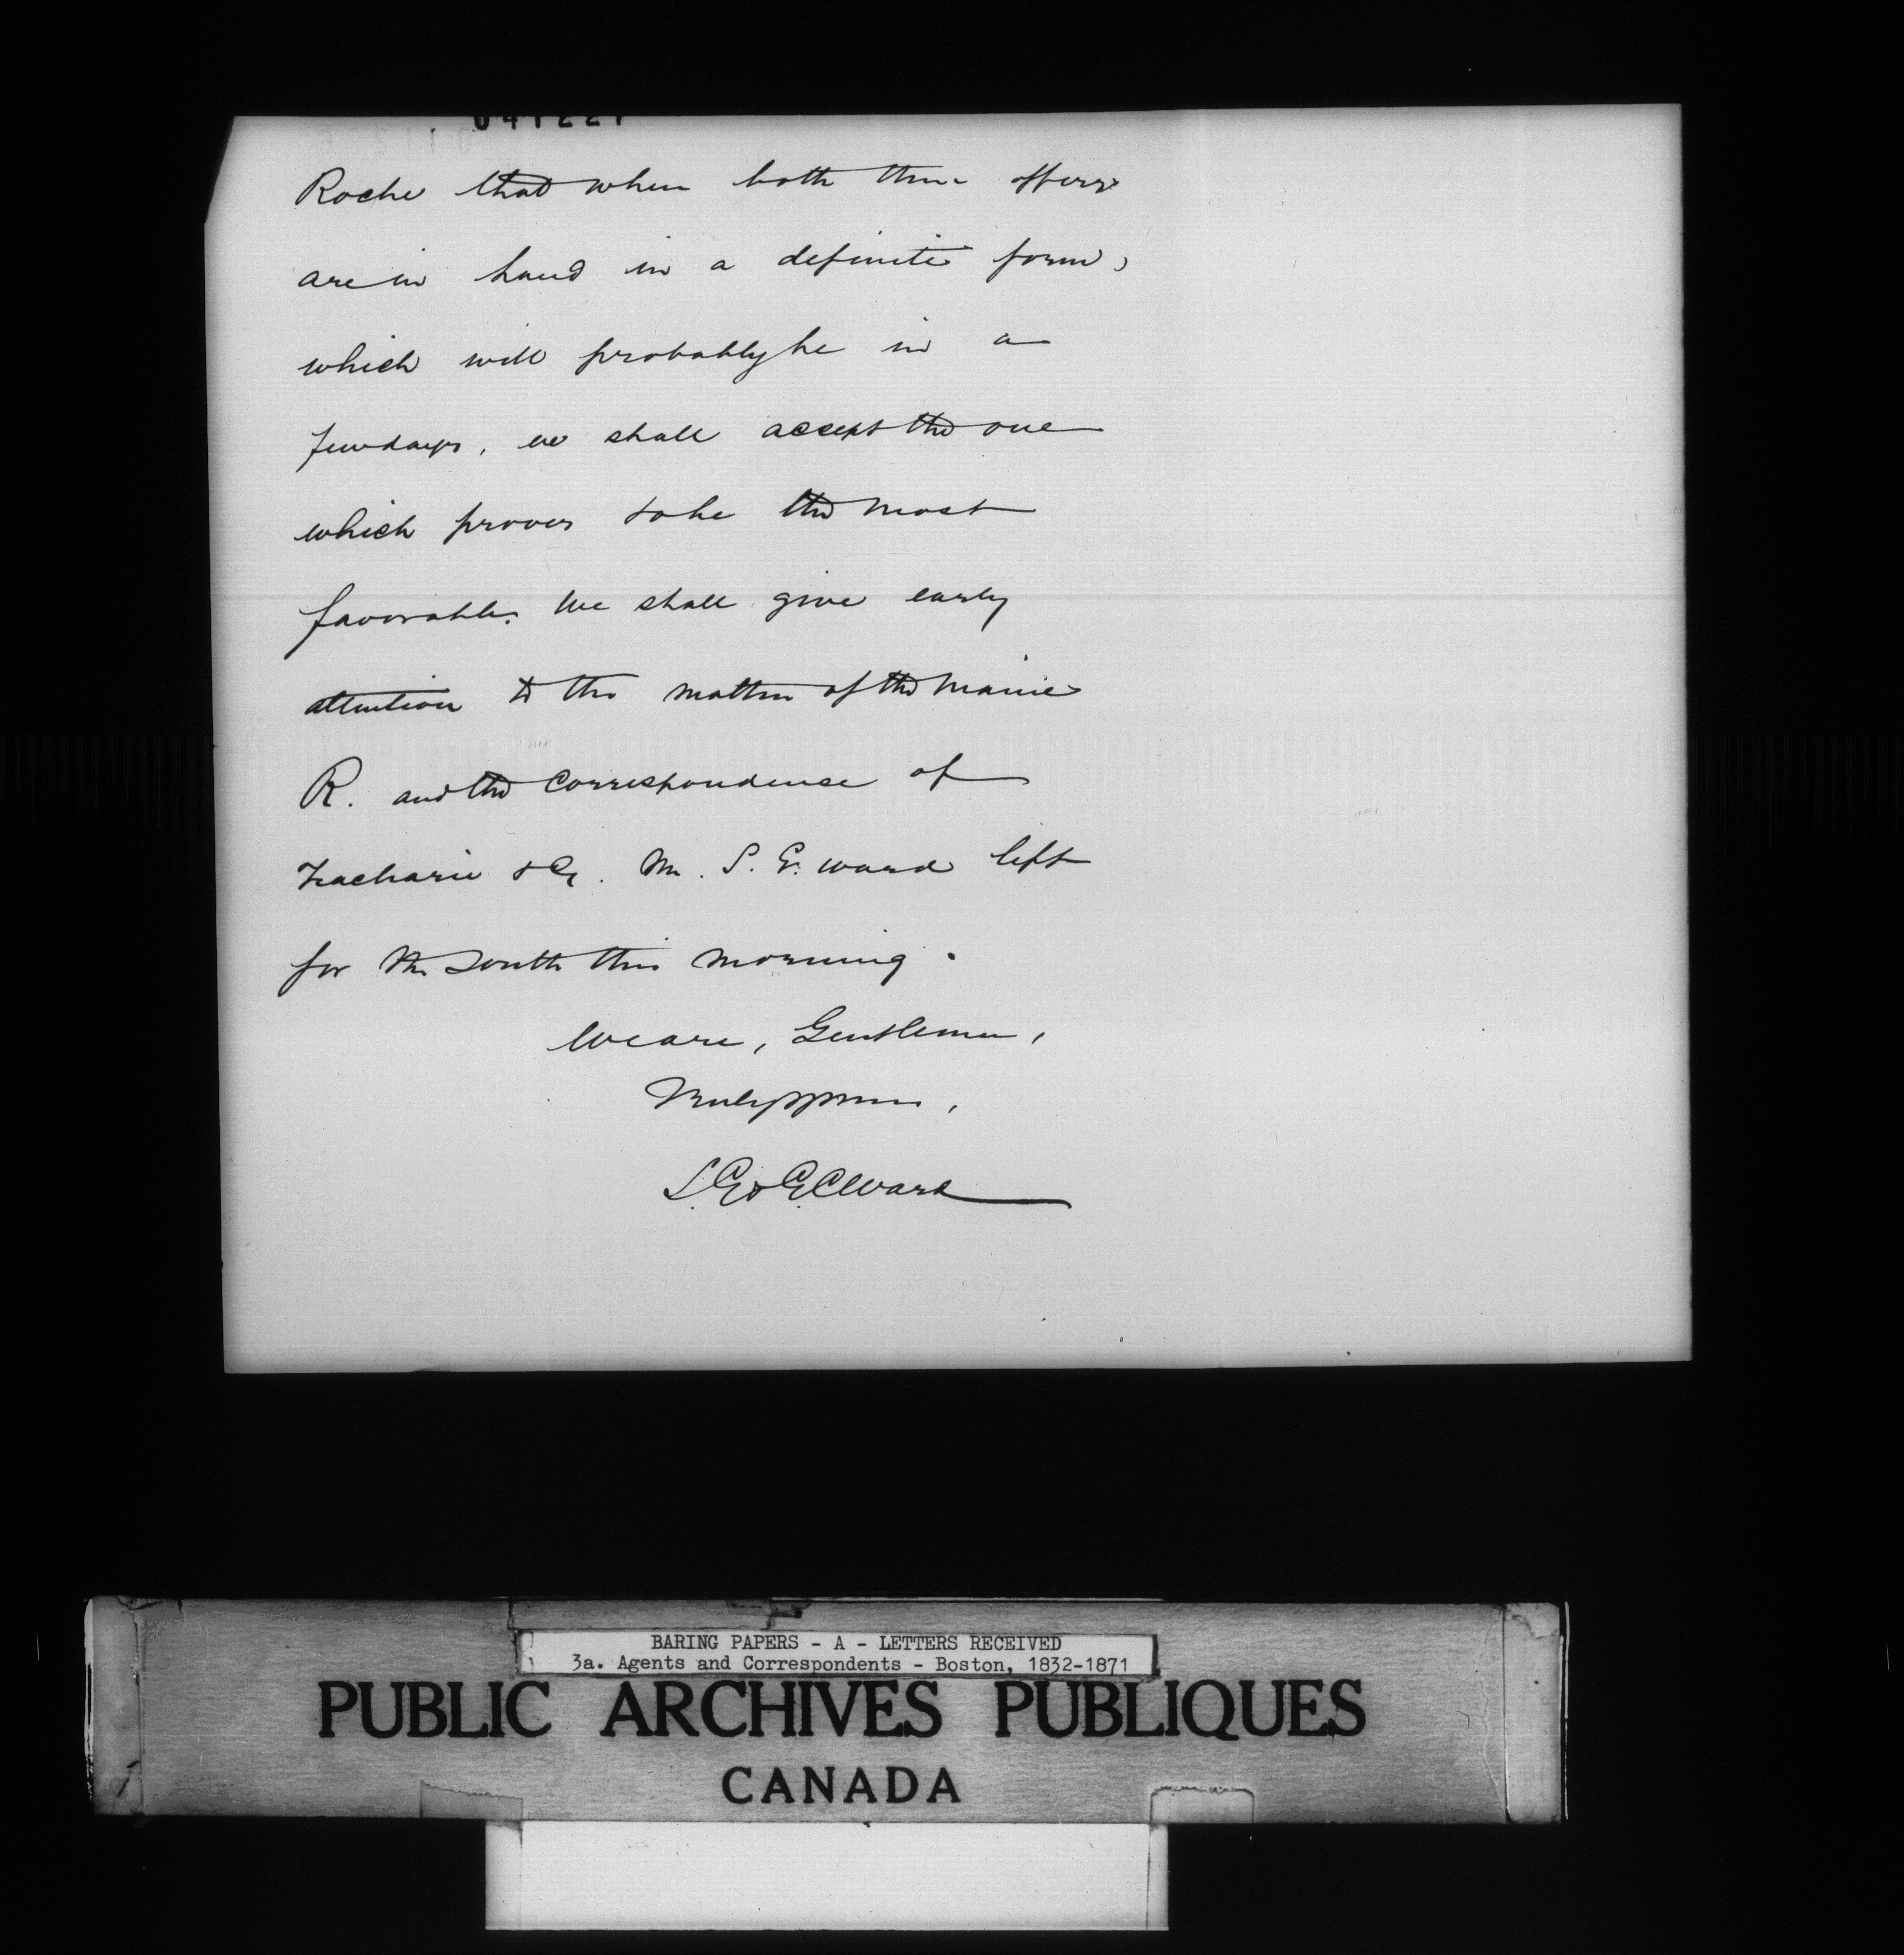 041227
Roche that when both these offers
are in hand in a definite form,
which will probably be in a
few days, we shall accept the one
which proves to be the most
favorable. We shall give early
attention to the matter of the Maine
R. and the correspondence of
Zacharie & Co. Mr. S. G. Ward left
for the South this morning.
We are, Gentlemen,
Truly yours,
S. G. & G. C. Ward
BARING PAPERS - A - LETTERS RECEIVED
3a. Agents and Correspondents - Boston, 1832-1871
PUBLIC ARCHIVES PUBLIQUES
CANADA